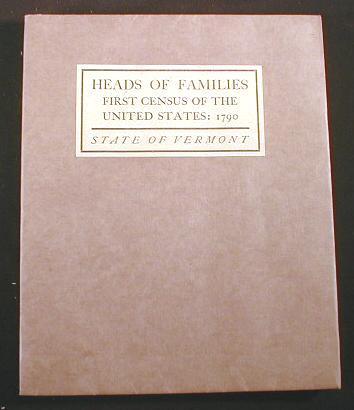 HEADS OF FAMILIES
FIRST CENSUS OF THE
UNITED STATES: 1790
STATE OF VERMONT